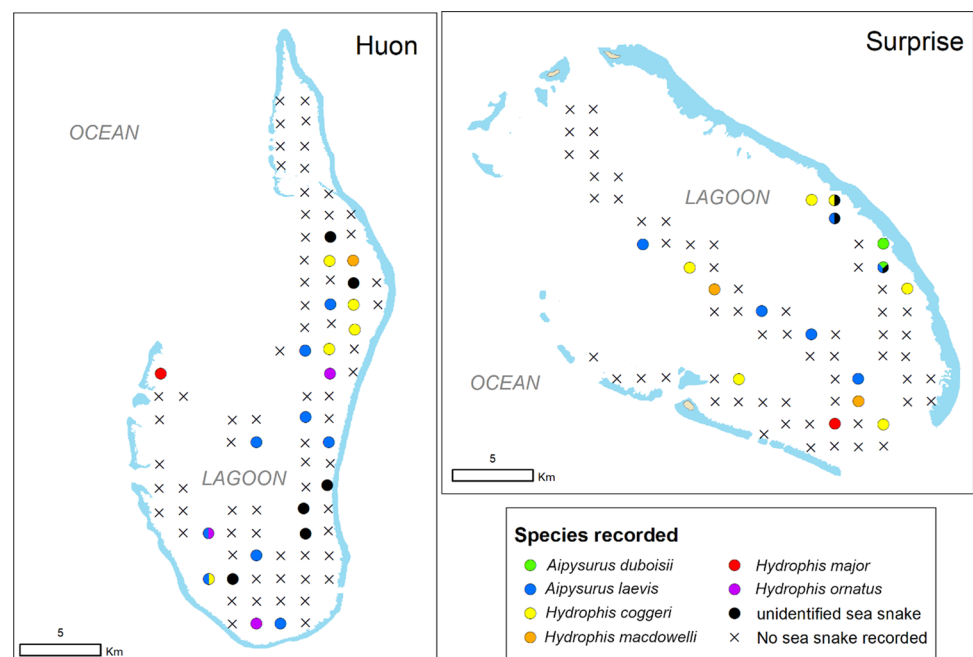 Huon
OCEAN
LAGOON
5
Km
Surprise
LAGOON
OCEAN
5
Km
Species recorded
Aipysurus duboisii
Aipysurus laevis
Hydrophis coggeri
Hydrophis macdowelli
Hydrophis major
Hydrophis ornatus
unidentified sea snake
No sea snake recorded